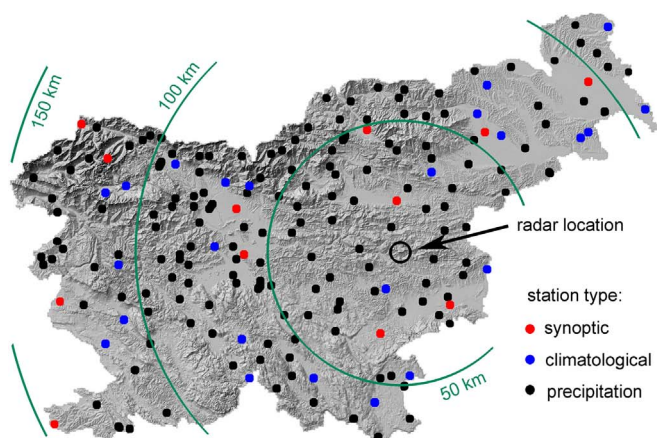 150 km
100 km
radar location
station type:
synoptic
climatological
precipitation
50 km